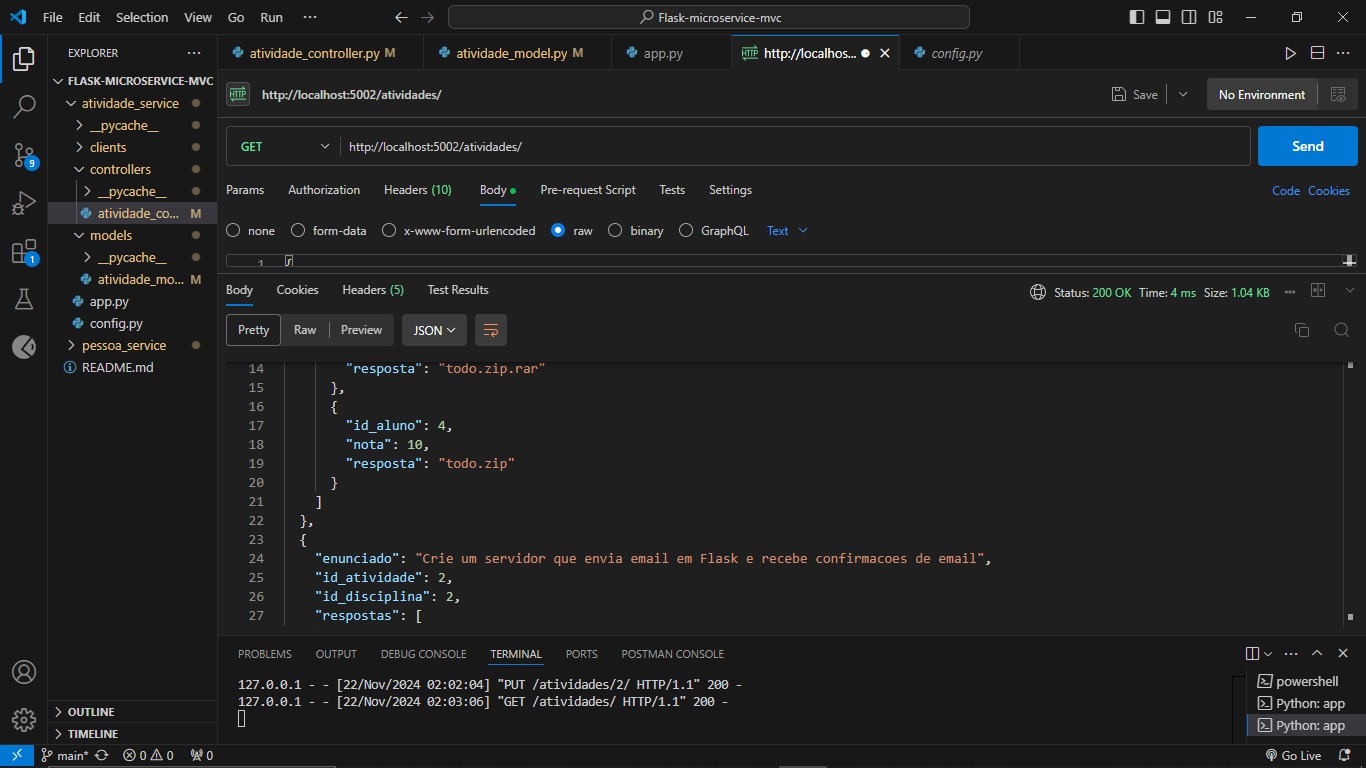 File Edit Selection View Go Run ··· Flask-microservice-mvc
EXPLORER ···
atividade_controller.py M atividade_model.py M app.py HTTP http://localhos... config.py ···
FLASK-MICROSERVICE-MVC
atividade_service
__pycache__
clients
controllers
__pycache__
atividade_co... M
models
__pycache__
atividade_mo... M
app.py
config.py
pessoa_service
README.md
OUTLINE
TIMELINE
9
1
HTTP http://localhost:5002/atividades/ Save No Environment
GET http://localhost:5002/atividades/ Send
Params Authorization Headers (10) Body Pre-request Script Tests Settings Code Cookies
none form-data x-www-form-urlencoded raw binary GraphQL Text
1 {
Body Cookies Headers (5) Test Results Status: 200 OK Time: 4 ms Size: 1.04 KB
Pretty Raw Preview JSON
14 "resposta": "todo.zip.rar"
15 },
16 {
17 "id_aluno": 4,
18 "nota": 10,
19 "resposta": "todo.zip"
20 }
21 ]
22 },
23 {
24 "enunciado": "Crie um servidor que envia email em Flask e recebe confirmacoes de email",
25 "id_atividade": 2,
26 "id_disciplina": 2,
27 "respostas": [
PROBLEMS OUTPUT DEBUG CONSOLE TERMINAL PORTS POSTMAN CONSOLE
127.0.0.1 - - [22/Nov/2024 02:02:04] "PUT /atividades/2/ HTTP/1.1" 200 -
127.0.0.1 - - [22/Nov/2024 02:03:06] "GET /atividades/ HTTP/1.1" 200 -
powershell
Python: app
Python: app
main* 0 0 0 Go Live